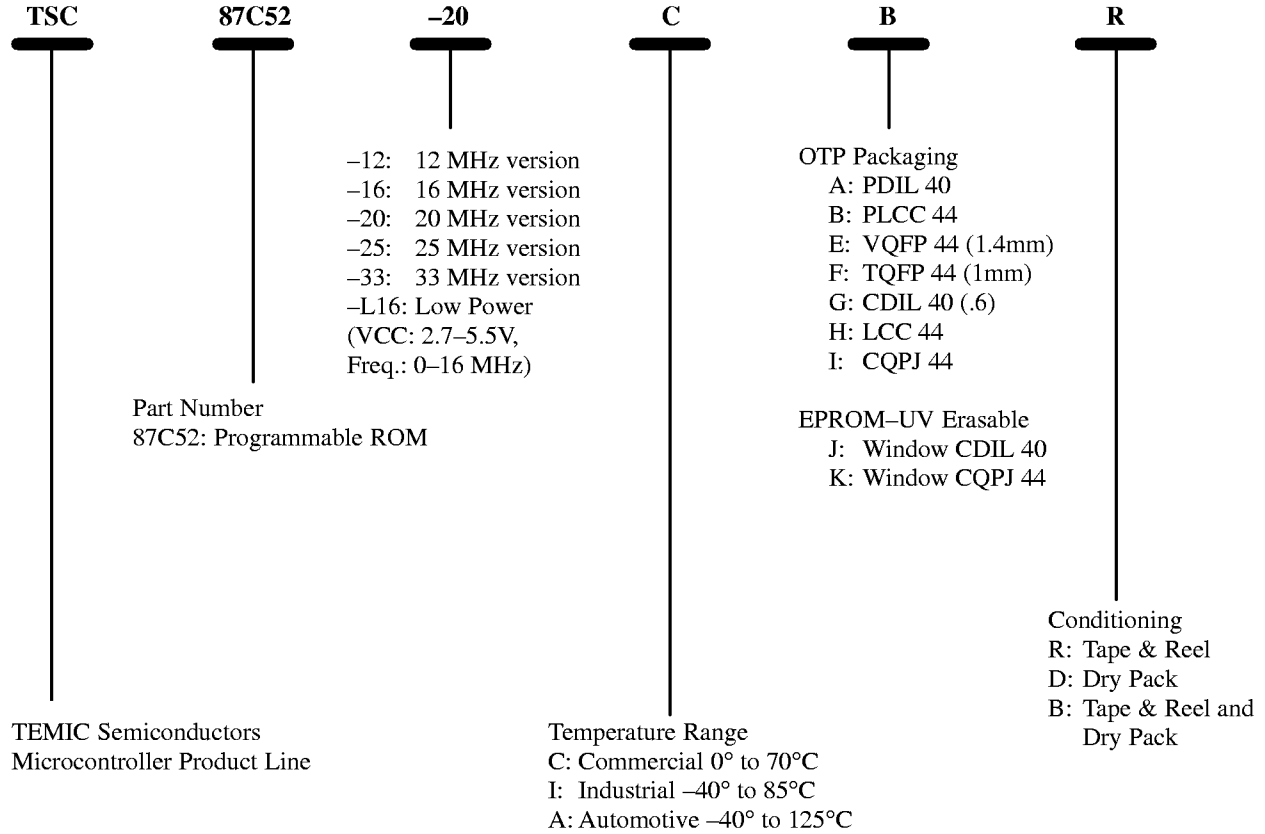 TSC 87C52 –20 C B R
–12: 12 MHz version
–16: 16 MHz version
–20: 20 MHz version
–25: 25 MHz version
–33: 33 MHz version
–L16: Low Power
(VCC: 2.7–5.5V,
Freq.: 0–16 MHz)
OTP Packaging
A: PDIL 40
B: PLCC 44
E: VQFP 44 (1.4mm)
F: TQFP 44 (1mm)
G: CDIL 40 (.6)
H: LCC 44
I: CQPJ 44
EPROM–UV Erasable
J: Window CDIL 40
K: Window CQPJ 44
Part Number
87C52: Programmable ROM
Conditioning
R: Tape & Reel
D: Dry Pack
B: Tape & Reel and
Dry Pack
TEMIC Semiconductors
Microcontroller Product Line
Temperature Range
C: Commercial 0° to 70°C
I: Industrial –40° to 85°C
A: Automotive –40° to 125°C